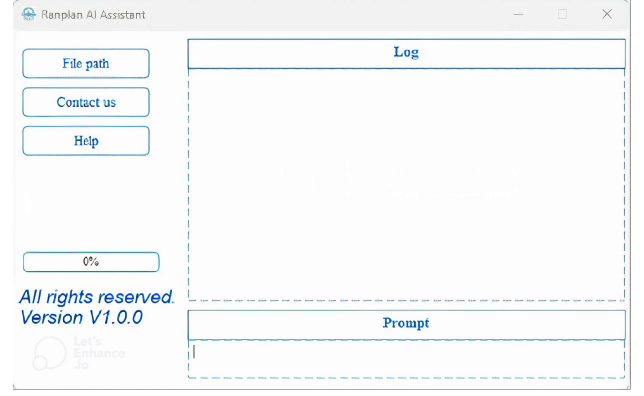 Ranplan AI Assistant
File path
Contact us
Help
0%
All rights reserved.
Version V1.0.0
Log
Prompt
Let's
Enhance
.io